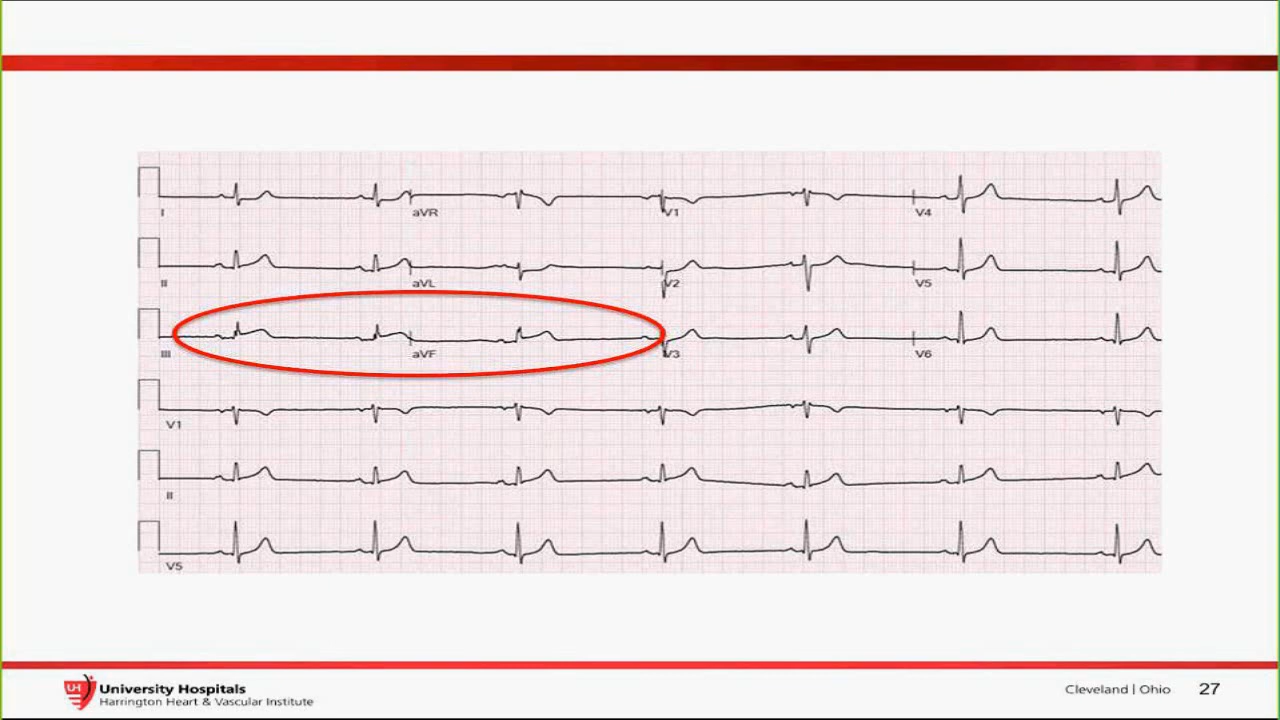 I aVR V1 V4
II aVL V2 V5
III aVF V3 V6
V1
II
V5
UH University Hospitals
Harrington Heart & Vascular Institute
Cleveland | Ohio 27